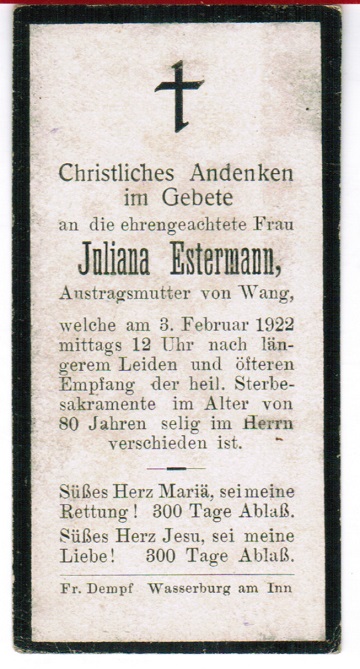 Christliches Andenken
im Gebete
an die ehrengeachtete Frau
Juliana Estermann,
Austragsmutter von Wang,
welche am 3. Februar 1922
mittags 12 Uhr nach län-
gerem Leiden und öfteren
Empfang der heil. Sterbe-
sakramente im Alter von
80 Jahren selig im Herrn
verschieden ist.
Süßes Herz Mariä, sei meine
Rettung! 300 Tage Ablaß.
Süßes Herz Jesu, sei meine
Liebe! 300 Tage Ablaß.
Fr. Dempf Wasserburg am Inn